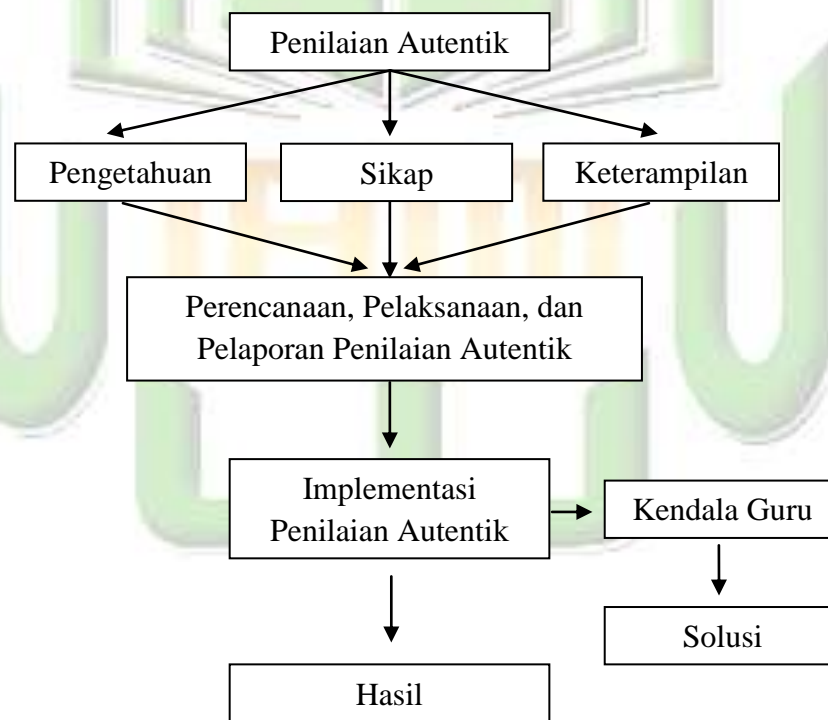 Penilaian Autentik
Pengetahuan
Sikap
Keterampilan
Perencanaan, Pelaksanaan, dan
Pelaporan Penilaian Autentik
Implementasi
Penilaian Autentik
Kendala Guru
Solusi
Hasil